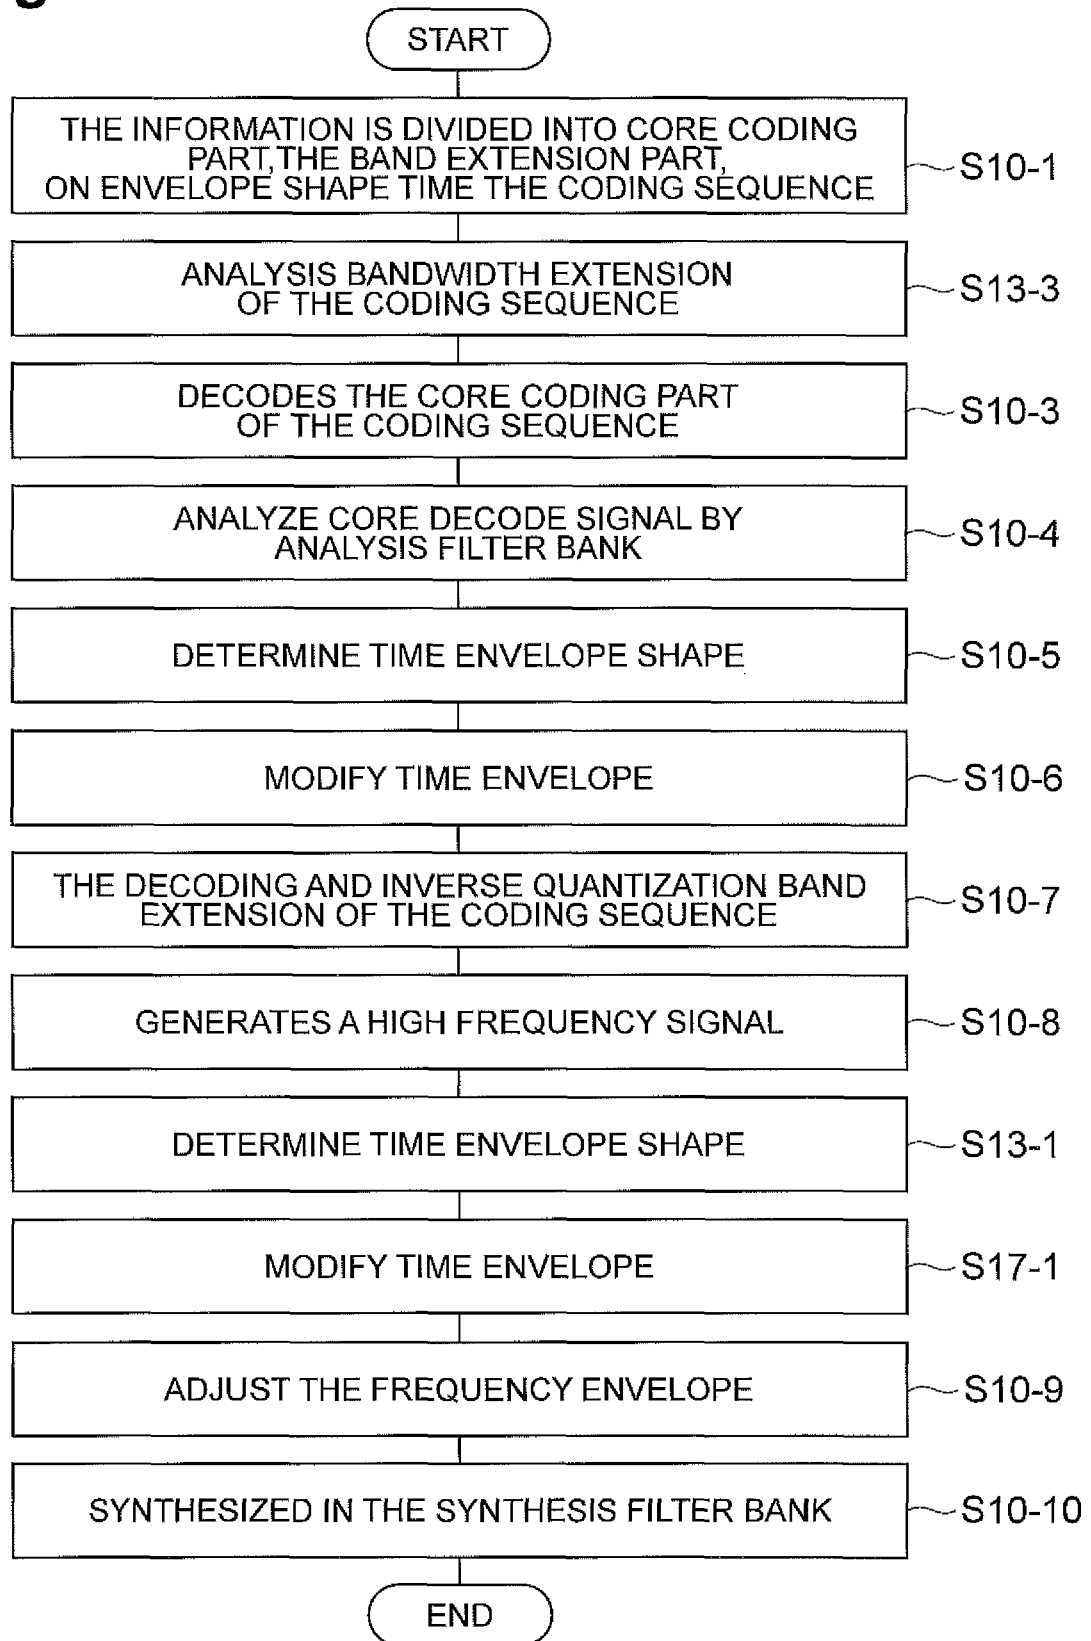 START
THE INFORMATION IS DIVIDED INTO CORE CODING
PART, THE BAND EXTENSION PART,
ON ENVELOPE SHAPE TIME THE CODING SEQUENCE
S10-1
ANALYSIS BANDWIDTH EXTENSION
OF THE CODING SEQUENCE
S13-3
DECODES THE CORE CODING PART
OF THE CODING SEQUENCE
S10-3
ANALYZE CORE DECODE SIGNAL BY
ANALYSIS FILTER BANK
S10-4
DETERMINE TIME ENVELOPE SHAPE
S10-5
MODIFY TIME ENVELOPE
S10-6
THE DECODING AND INVERSE QUANTIZATION BAND
EXTENSION OF THE CODING SEQUENCE
S10-7
GENERATES A HIGH FREQUENCY SIGNAL
S10-8
DETERMINE TIME ENVELOPE SHAPE
S13-1
MODIFY TIME ENVELOPE
S17-1
ADJUST THE FREQUENCY ENVELOPE
S10-9
SYNTHESIZED IN THE SYNTHESIS FILTER BANK
S10-10
END